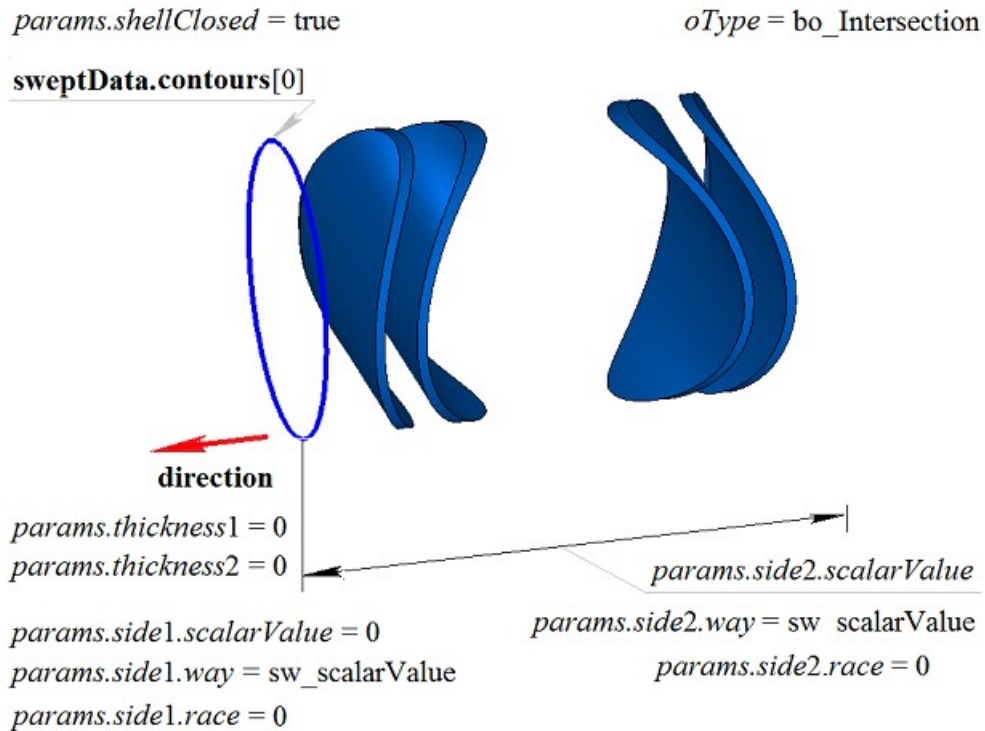 params.shellClosed = true
oType = bo_Intersection
sweptData.contours[0]
direction
params.thickness1 = 0
params.thickness2 = 0
params.side2.scalarValue
params.side1.scalarValue = 0
params.side2.way = sw scalarValue
params.side1.way = sw_scalarValue
params.side2.race = 0
params.side1.race = 0